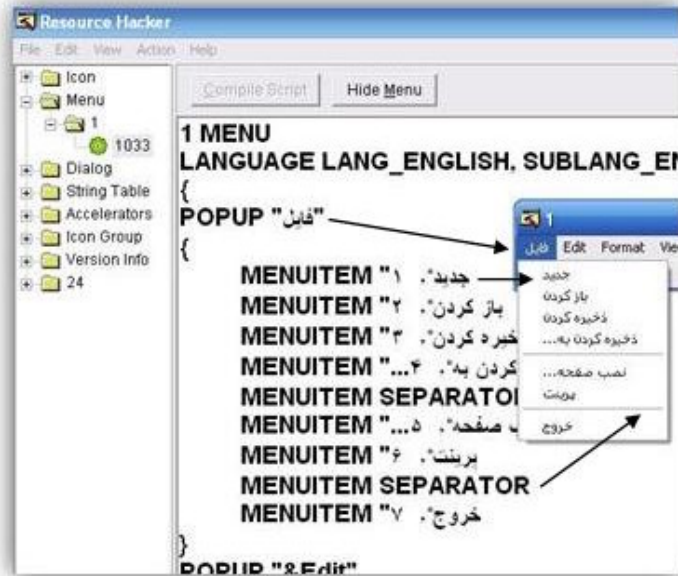 Resource Hacker
File Edit View Action Help
Icon
Menu
1
1033
Dialog
String Table
Accelerators
Icon Group
Version Info
24
Compile Script
Hide Menu
1 MENU
LANGUAGE LANG_ENGLISH, SUBLANG_EN
{
POPUP "فایل"
{
MENUITEM "جدید", ۱
MENUITEM "باز کردن", ۲
MENUITEM "خیره کردن", ۳
MENUITEM "کردن به...", ۴
MENUITEM SEPARATOR
MENUITEM "ب صفحه...", ۵
MENUITEM "پرینت", ۶
MENUITEM SEPARATOR
MENUITEM "خروج", ۷
}
POPUP "&Edit"
1
فایل Edit Format Vie
جدید
باز کردن
ذخیره کردن
ذخیره کردن به...
نصب صفحه...
پرینت
خروج